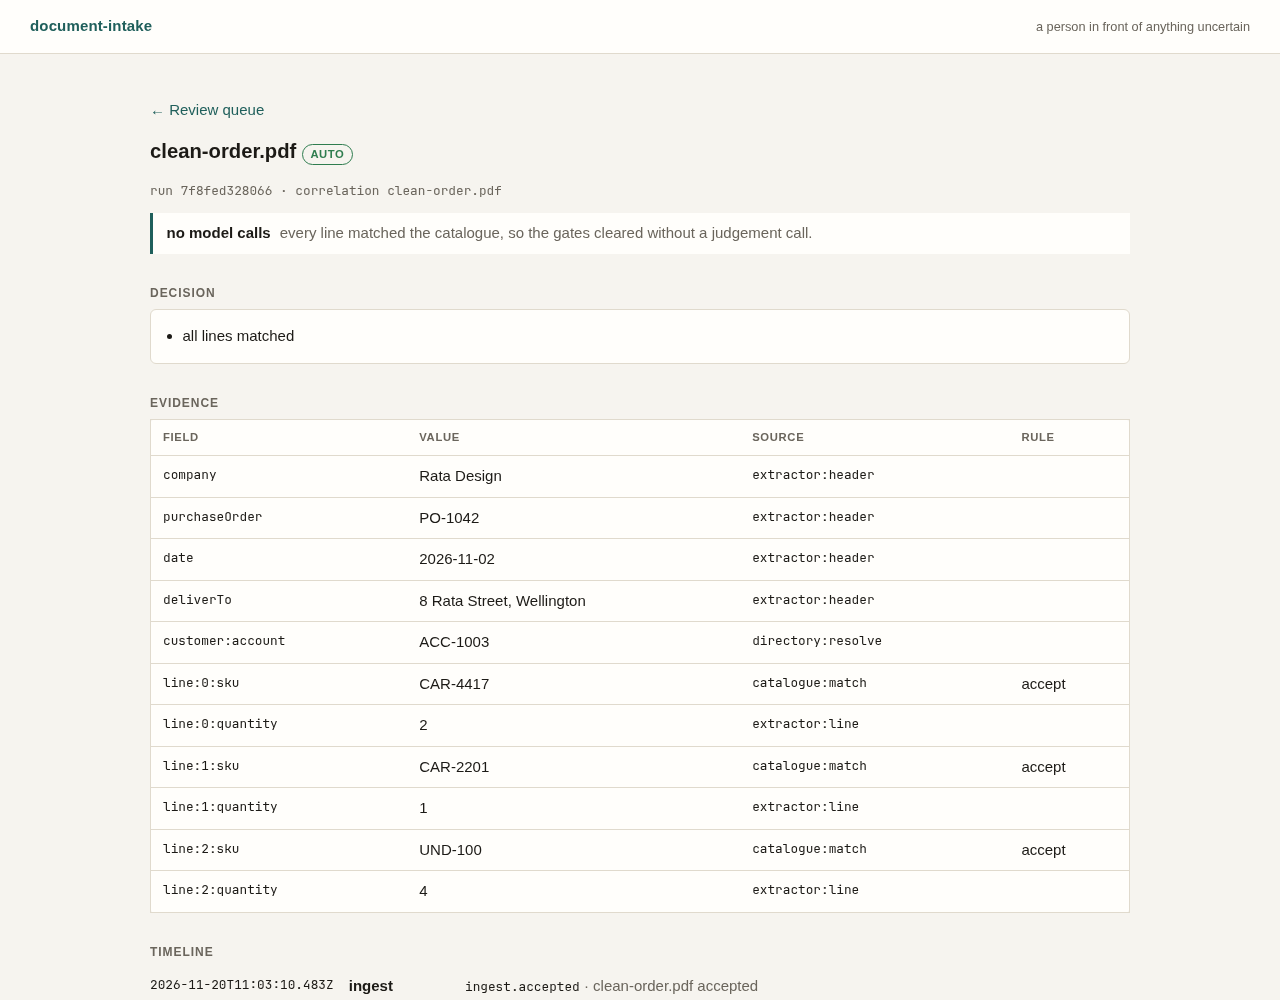 document-intake
a person in front of anything uncertain
← Review queue
clean-order.pdf AUTO
run 7f8fed328066 · correlation clean-order.pdf
no model calls every line matched the catalogue, so the gates cleared without a judgement call.
DECISION
• all lines matched
EVIDENCE
FIELD VALUE SOURCE RULE
company Rata Design extractor:header
purchaseOrder PO-1042 extractor:header
date 2026-11-02 extractor:header
deliverTo 8 Rata Street, Wellington extractor:header
customer:account ACC-1003 directory:resolve
line:0:sku CAR-4417 catalogue:match accept
line:0:quantity 2 extractor:line
line:1:sku CAR-2201 catalogue:match accept
line:1:quantity 1 extractor:line
line:2:sku UND-100 catalogue:match accept
line:2:quantity 4 extractor:line
TIMELINE
2026-11-20T11:03:10.483Z ingest ingest.accepted · clean-order.pdf accepted